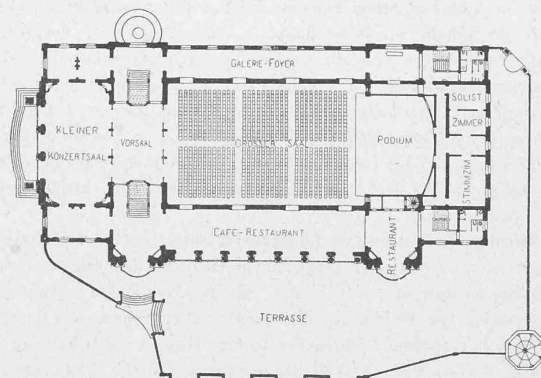 GALERIE-FOYER
KLEINER
KONZERTSAAL
VORSAAL
GROSSER SAAL
PODIUM
SOLIST
ZIMMER
STIMMZIM
CAFE-RESTAURANT
RESTAURANT
TERRASSE